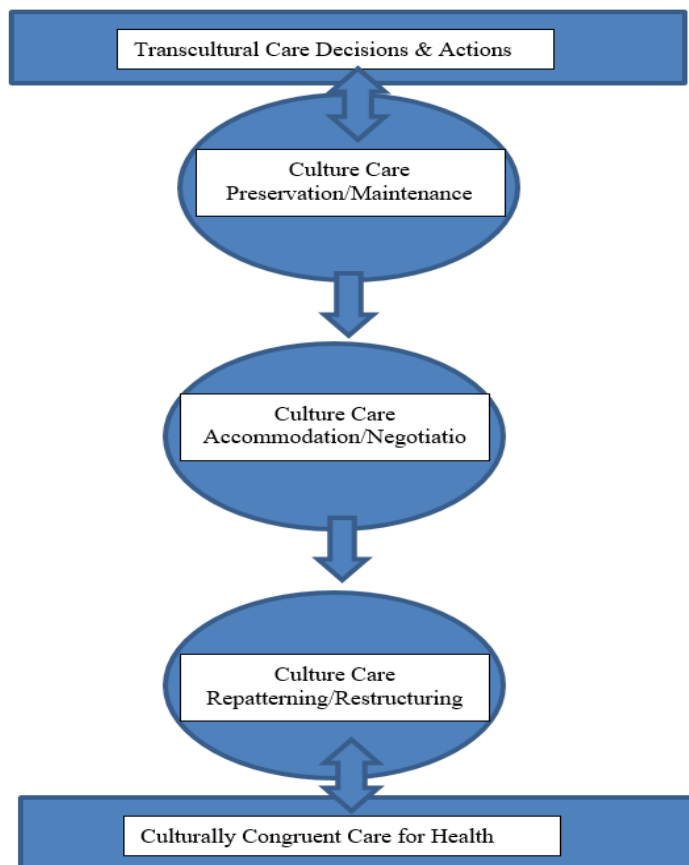 Transcultural Care Decisions & Actions
Culture Care
Preservation/Maintenance
Culture Care
Accommodation/Negotiatio
Culture Care
Repatterning/Restructuring
Culturally Congruent Care for Health